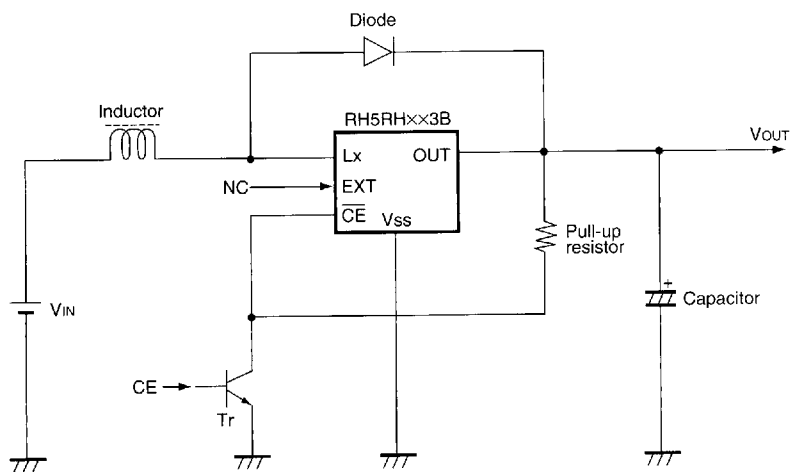 Diode
Inductor
RH5RH××3B
VOUT
Lx
OUT
NC
EXT
CE
Vss
Pull-up
resistor
+
VIN
Capacitor
CE
Tr